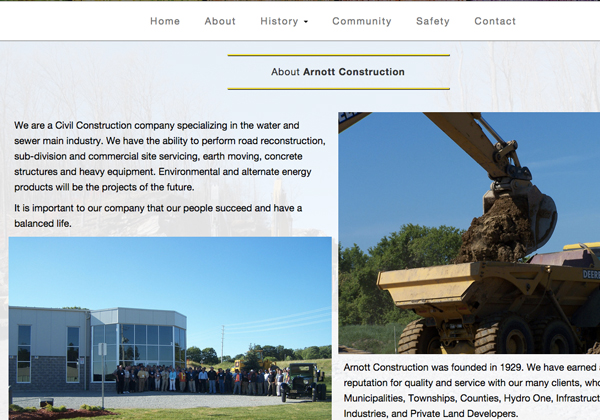 Home About History Community Safety Contact
About Arnott Construction
We are a Civil Construction company specializing in the water and
sewer main industry. We have the ability to perform road reconstruction,
sub-division and commercial site servicing, earth moving, concrete
structures and heavy equipment. Environmental and alternate energy
products will be the projects of the future.
It is important to our company that our people succeed and have a
balanced life.
DEERE
Arnott Construction was founded in 1929. We have earned
reputation for quality and service with our many clients, who
Municipalities, Townships, Counties, Hydro One, Infrastruct
Industries, and Private Land Developers.